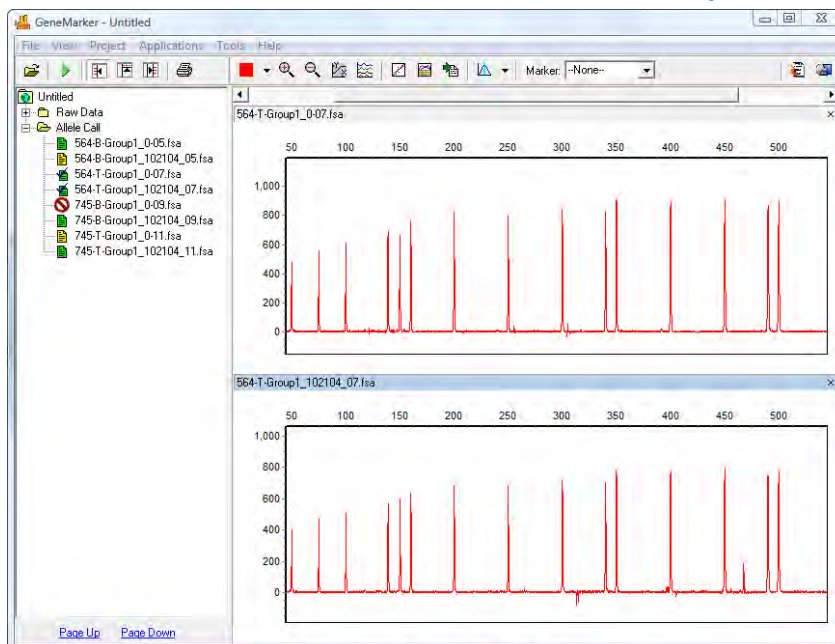 GeneMarker - Untitled
File View Project Applications Tools Help
Marker: --None--
Untitled
Raw Data
Allele Call
564-B-Group1_0-05.fsa
564-B-Group1_102104_05.fsa
564-T-Group1_0-07.fsa
564-T-Group1_102104_07.fsa
745-B-Group1_0-09.fsa
745-B-Group1_102104_09.fsa
745-T-Group1_0-11.fsa
745-T-Group1_102104_11.fsa
Page Up Page Down
564-T-Group1_0-07.fsa
50 100 150 200 250 300 350 400 450 500
1,000
800
600
400
200
0
564-T-Group1_102104_07.fsa
50 100 150 200 250 300 350 400 450 500
1,000
800
600
400
200
0